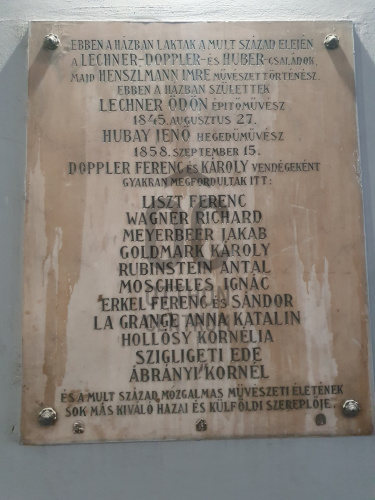 EBBEN A HÁZBAN LAKTAK A MULT SZÁZAD ELEJÉN
A LECHNER-DOPPLER-ÉS HUBER-CSALÁDOK,
MAJD HENSZLMANN IMRE MŰVÉSZETTÖRTÉNÉSZ.
EBBEN A HÁZBAN SZÜLETTEK
LECHNER ÖDÖN ÉPITŐMŰVÉSZ
1845. AUGUSZTUS 27.
HUBAY JENŐ HEGEDŰMŰVÉSZ
1858. SZEPTEMBER 15.
DOPPLER FERENC ÉS KÁROLY VENDÉGEKÉNT
GYAKRAN MEGFORDULTAK ITT:
LISZT FERENC
WAGNER RICHARD
MEYERBEER JAKAB
GOLDMARK KÁROLY
RUBINSTEIN ANTAL
MOSCHELES IGNÁC
ERKEL FERENC ÉS SÁNDOR
LA GRANGE ANNA KATALIN
HOLLÓSY KORNÉLIA
SZIGLIGETI EDE
ÁBRÁNYI KORNÉL
ÉS A MULT SZÁZAD MOZGALMAS MŰVÉSZETI ÉLETÉNEK
SOK MÁS KIVÁLÓ HAZAI ÉS KÜLFÖLDI SZEREPLŐJE.